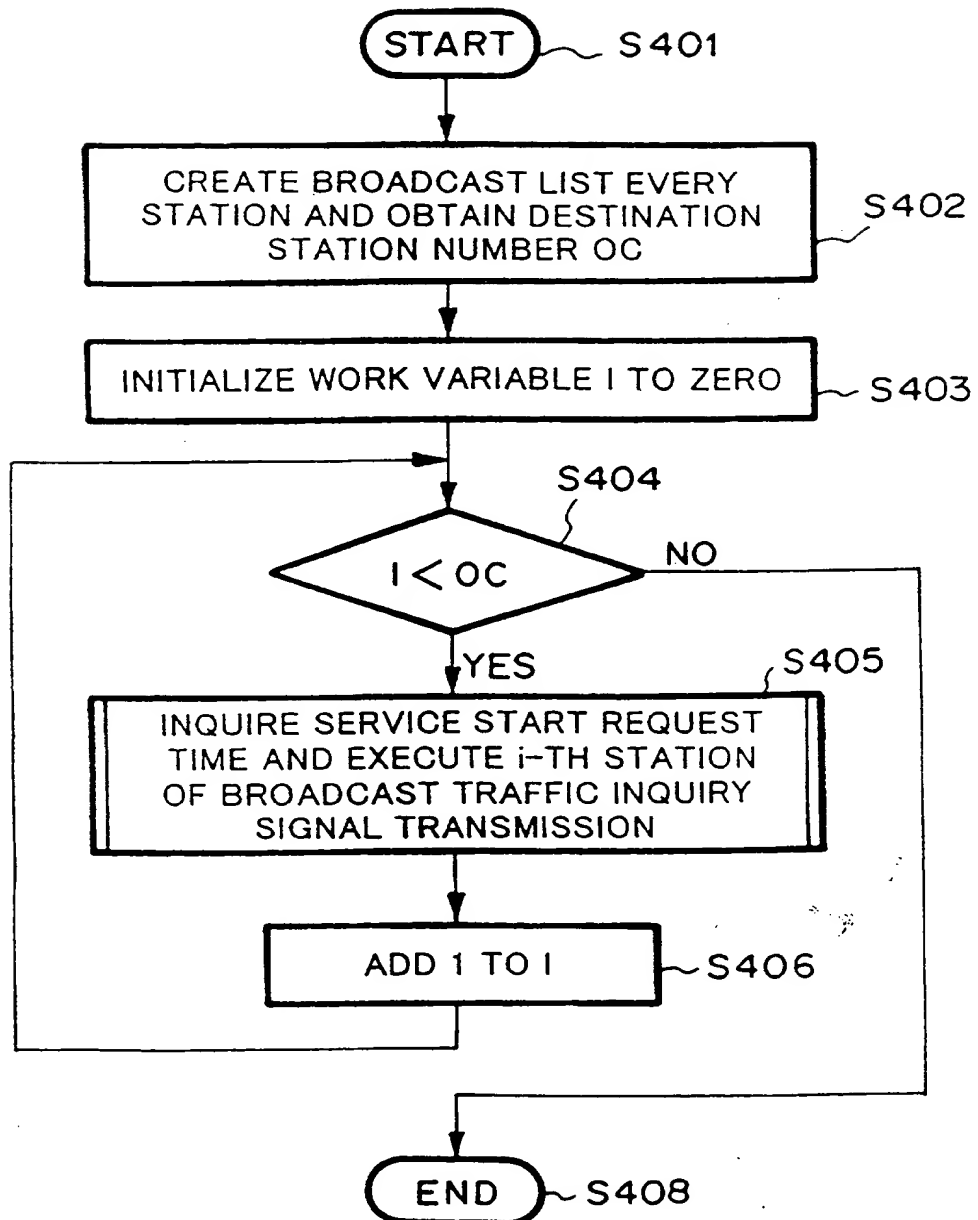 START
S401
CREATE BROADCAST LIST EVERY
STATION AND OBTAIN DESTINATION
STATION NUMBER OC
S402
INITIALIZE WORK VARIABLE I TO ZERO
S403
S404
I < OC
NO
YES
S405
INQUIRE SERVICE START REQUEST
TIME AND EXECUTE i-TH STATION
OF BROADCAST TRAFFIC INQUIRY
SIGNAL TRANSMISSION
ADD 1 TO I
S406
END
S408